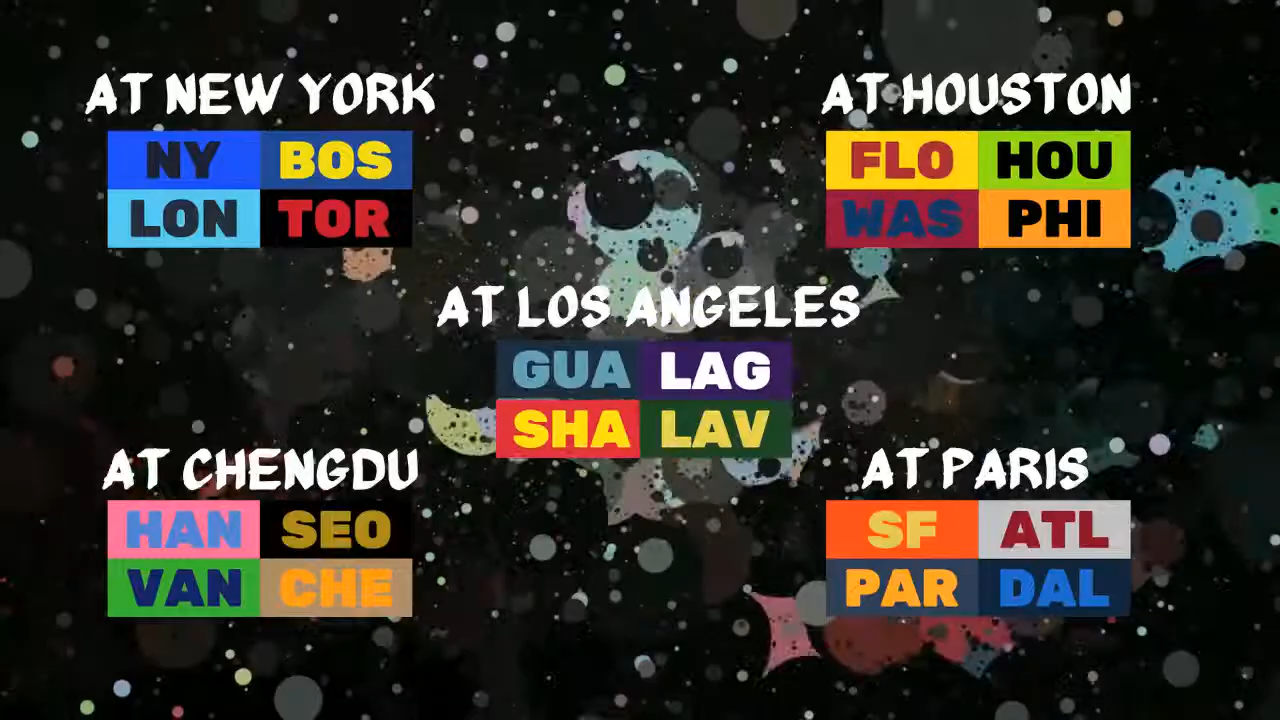 AT NEW YORK
NY BOS
LON TOR
AT HOUSTON
FLO HOU
WAS PHI
AT LOS ANGELES
GUA LAG
SHA LAV
AT CHENGDU
HAN SEO
VAN CHE
AT PARIS
SF ATL
PAR DAL